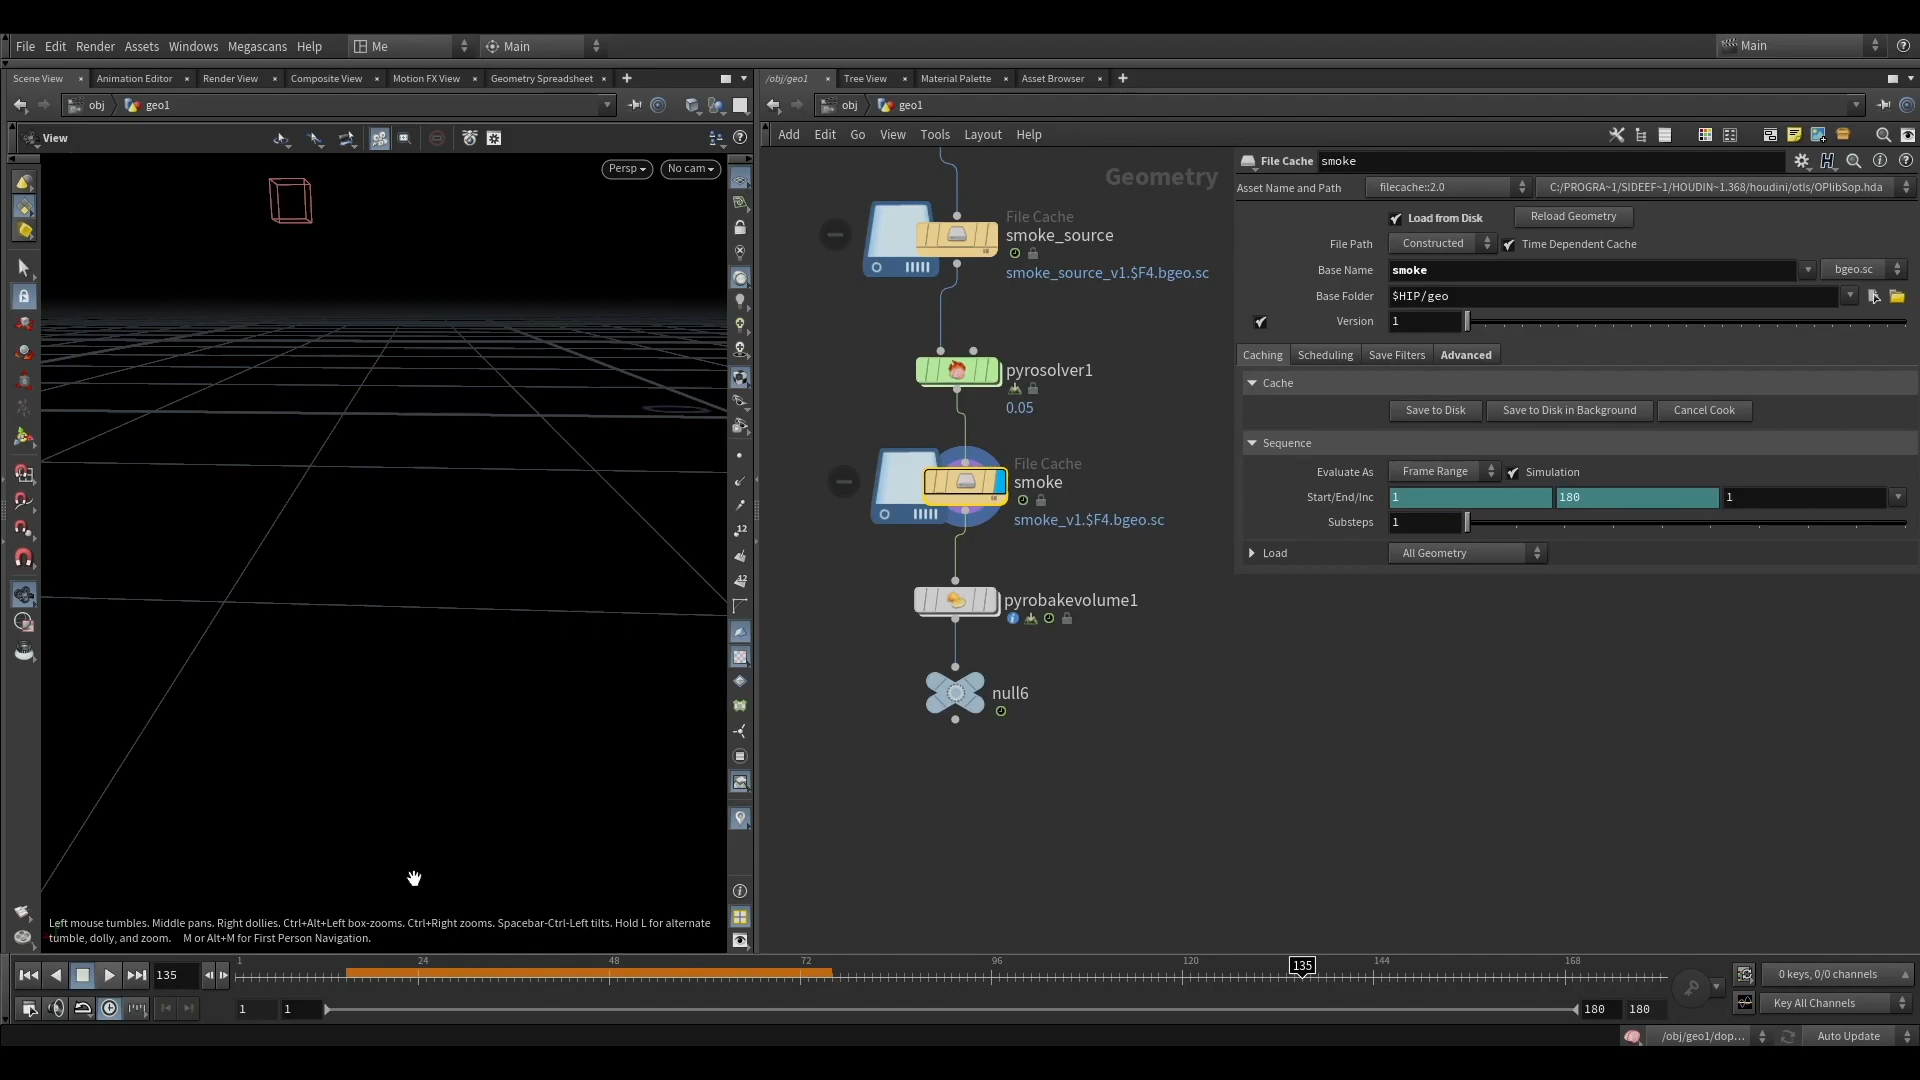 File Edit Render Assets Windows Megascans Help Me Main Main
Scene View Animation Editor Render View Composite View Motion FX View Geometry Spreadsheet
/obj/geo1 Tree View Material Palette Asset Browser
obj geo1
obj geo1
View
Add Edit Go View Tools Layout Help
Persp No cam
Geometry
File Cache
smoke_source
smoke_source_v1.$F4.bgeo.sc
pyrosolver1
0.05
File Cache
smoke
smoke_v1.$F4.bgeo.sc
pyrobakevolume1
null6
File Cache smoke
Asset Name and Path filecache::2.0 C:/PROGRA~1/SIDEEF~1/HOUDIN~1.368/houdini/otls/OPlibSop.hda
Load from Disk Reload Geometry
File Path Constructed Time Dependent Cache
Base Name smoke bgeo.sc
Base Folder $HIP/geo
Version 1
Caching Scheduling Save Filters Advanced
Cache
Save to Disk Save to Disk in Background Cancel Cook
Sequence
Evaluate As Frame Range Simulation
Start/End/Inc 1 180 1
Substeps 1
Load All Geometry
12
12
Left mouse tumbles. Middle pans. Right dollies. Ctrl+Alt+Left box-zooms. Ctrl+Right zooms. Spacebar-Ctrl-Left tilts. Hold L for alternate
tumble, dolly, and zoom. M or Alt+M for First Person Navigation.
135 1 24 48 72 96 120 135 144 168 0 keys, 0/0 channels
1 1 180 180 Key All Channels
/obj/geo1/dop... Auto Update